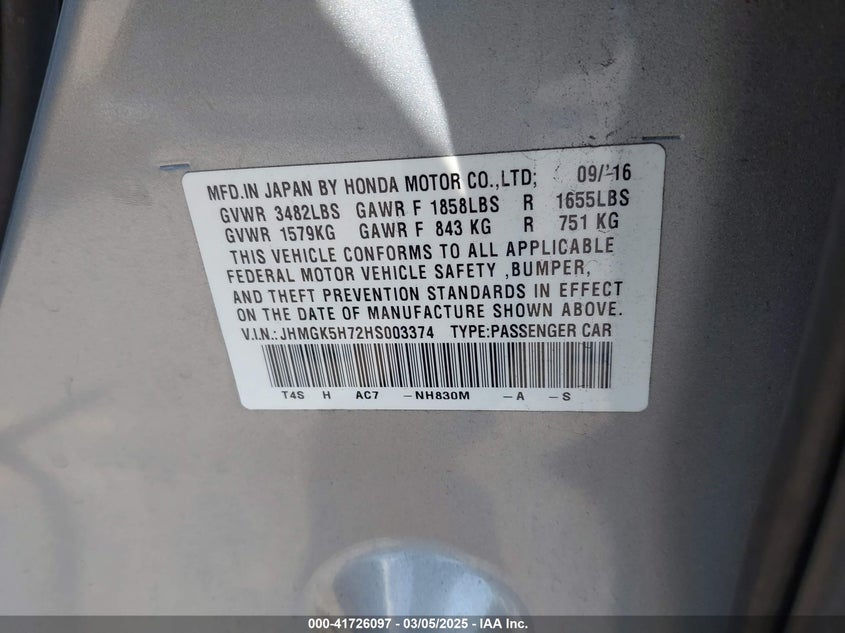 MFD.IN JAPAN BY HONDA MOTOR CO.,LTD; 09/'16
GVWR 3482LBS GAWR F 1858LBS R 1655LBS
GVWR 1579KG GAWR F 843 KG R 751 KG
THIS VEHICLE CONFORMS TO ALL APPLICABLE
FEDERAL MOTOR VEHICLE SAFETY ,BUMPER,
AND THEFT PREVENTION STANDARDS IN EFFECT
ON THE DATE OF MANUFACTURE SHOWN ABOVE.
V.I.N.:JHMGK5H72HS003374 TYPE:PASSENGER CAR
T4S H AC7 -NH830M -A -S
000-41726097 - 03/05/2025 - IAA Inc.